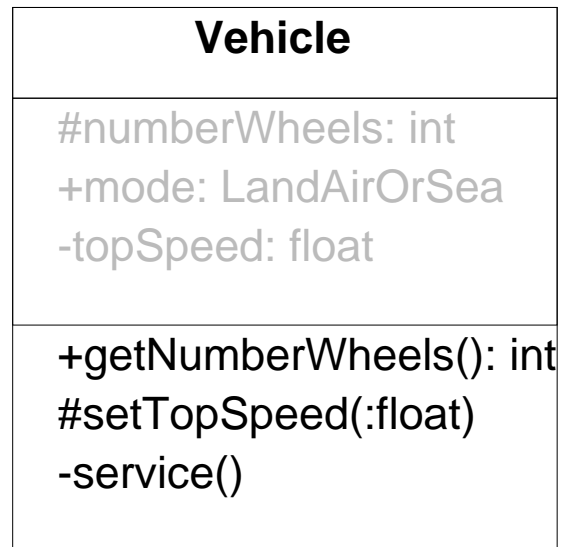 Vehicle
#numberWheels: int
+mode: LandAirOrSea
-topSpeed: float
+getNumberWheels(): int
#setTopSpeed(:float)
-service()